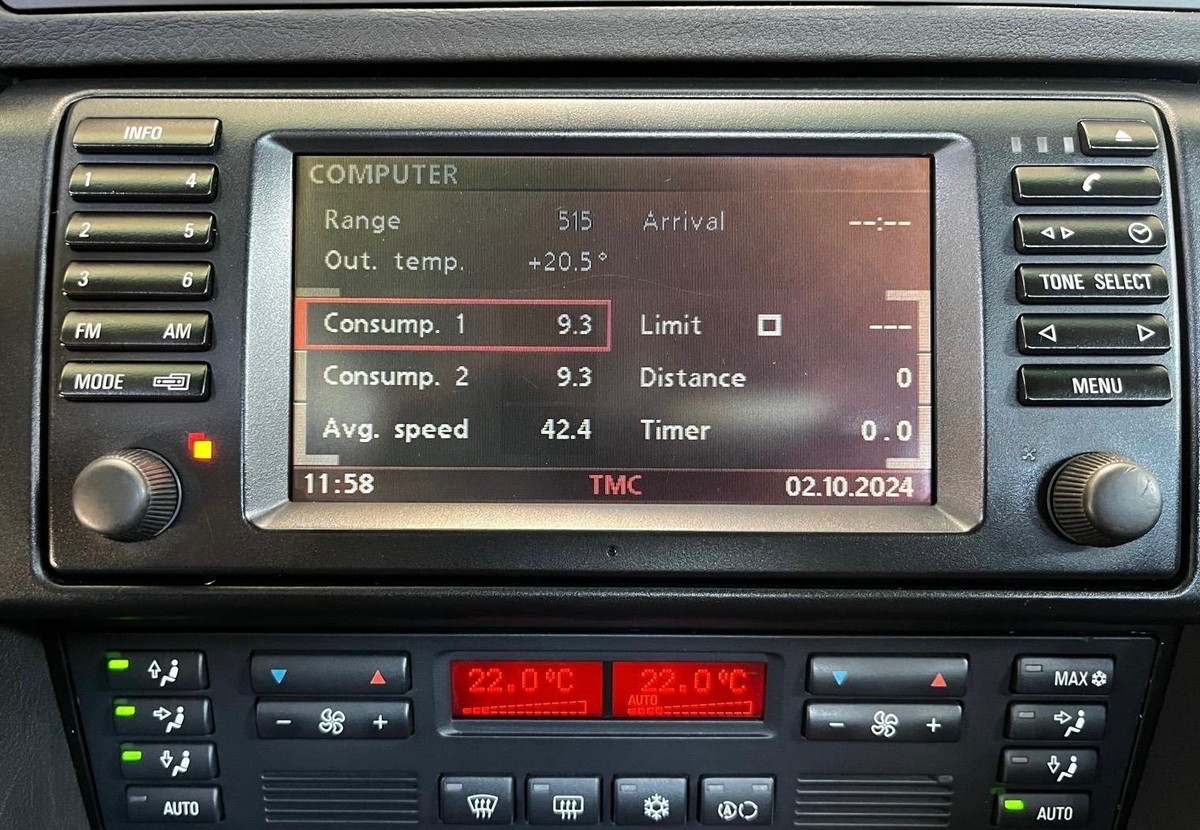 INFO
1 4
2 5
3 6
FM AM
MODE
COMPUTER
Range 515 Arrival --:--
Out. temp. +20.5°
Consump. 1 9.3 Limit ---
Consump. 2 9.3 Distance 0
Avg. speed 42.4 Timer 0.0
11:58 TMC 02.10.2024
TONE SELECT
MENU
22.0°C 22.0°C
AUTO
MAX
- +
- +
AUTO
A
AUTO